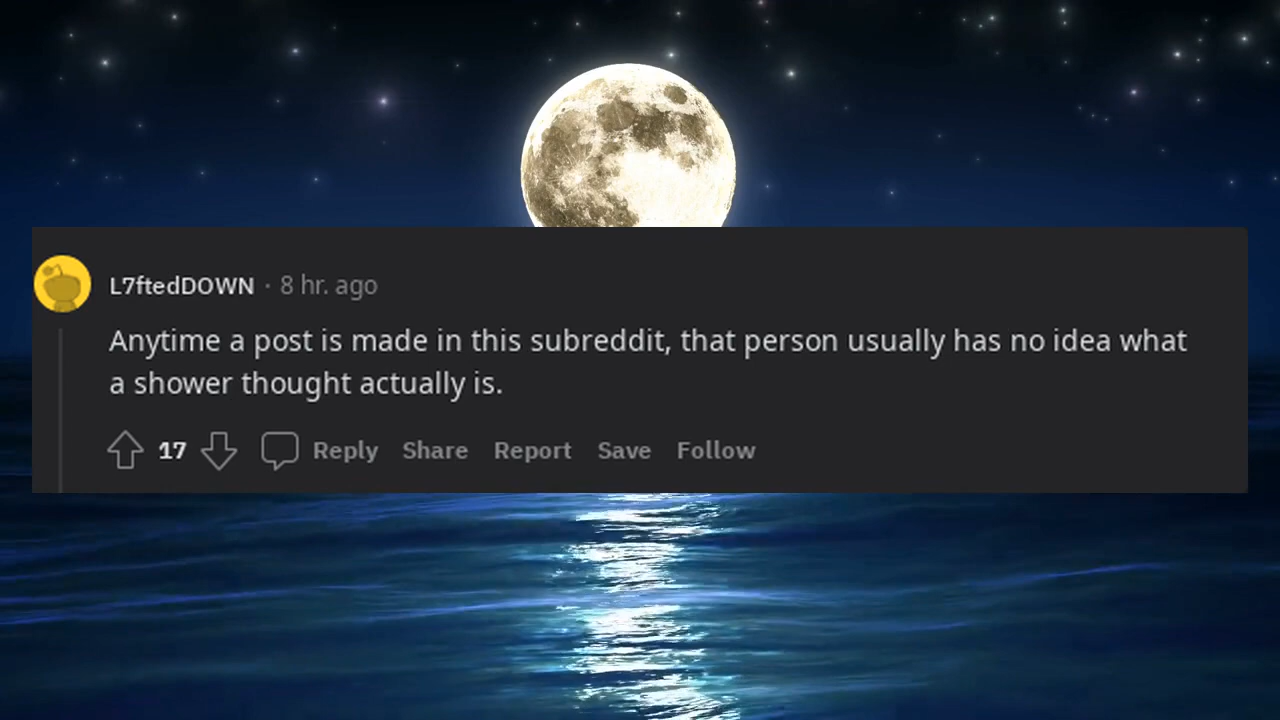 L7ftedDOWN · 8 hr. ago
Anytime a post is made in this subreddit, that person usually has no idea what
a shower thought actually is.
17 Reply Share Report Save Follow